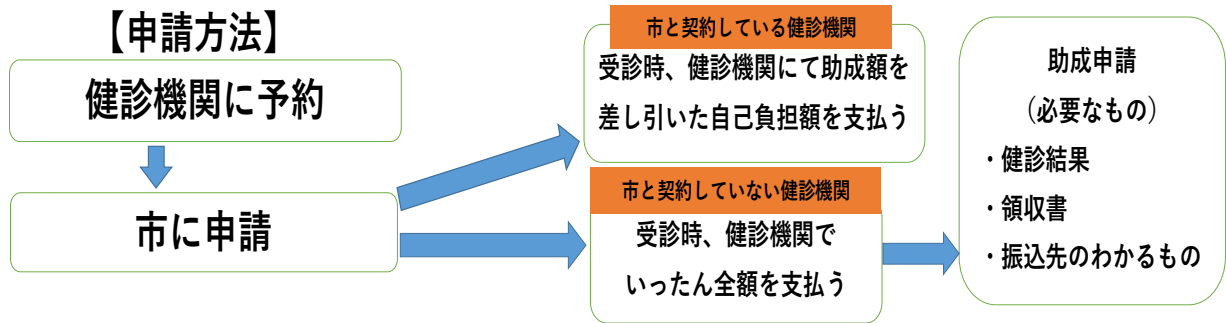 【申請方法】
健診機関に予約
市に申請
市と契約している健診機関
受診時、健診機関にて助成額を
差し引いた自己負担額を支払う
市と契約していない健診機関
受診時、健診機関で
いったん全額を支払う
助成申請
（必要なもの）
・健診結果
・領収書
・振込先のわかるもの